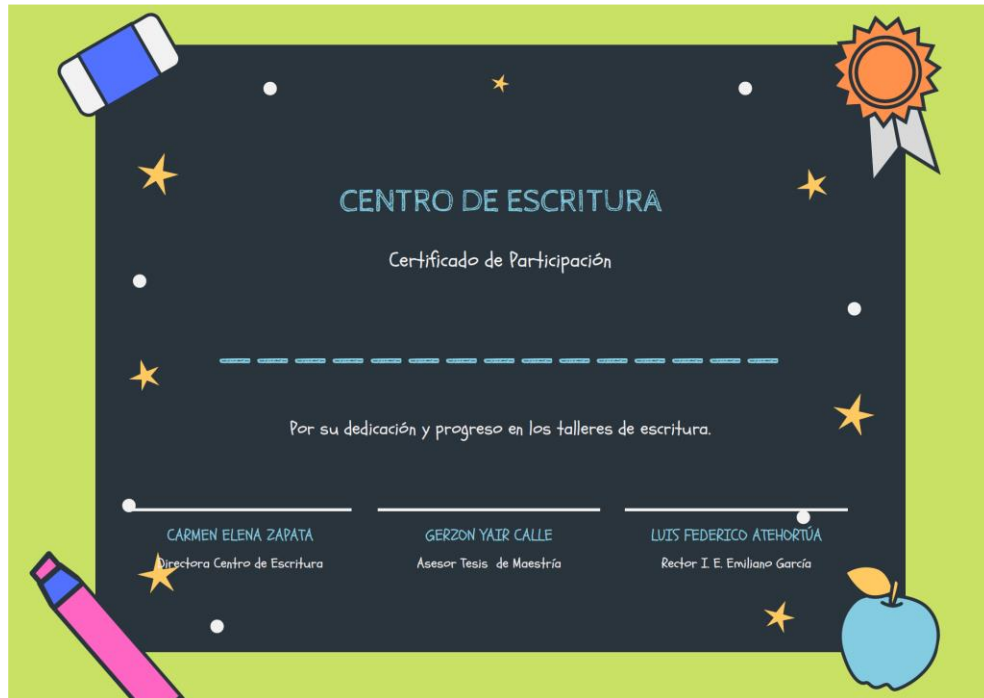 CENTRO DE ESCRITURA
Certificado de Participación
Por su dedicación y progreso en los talleres de escritura.
CARMEN ELENA ZAPATA
Directora Centro de Escritura
GERZON YAIR CALLE
Asesor Tesis de Maestría
LUIS FEDERICO ATEHORTÚA
Rector I. E. Emiliano García